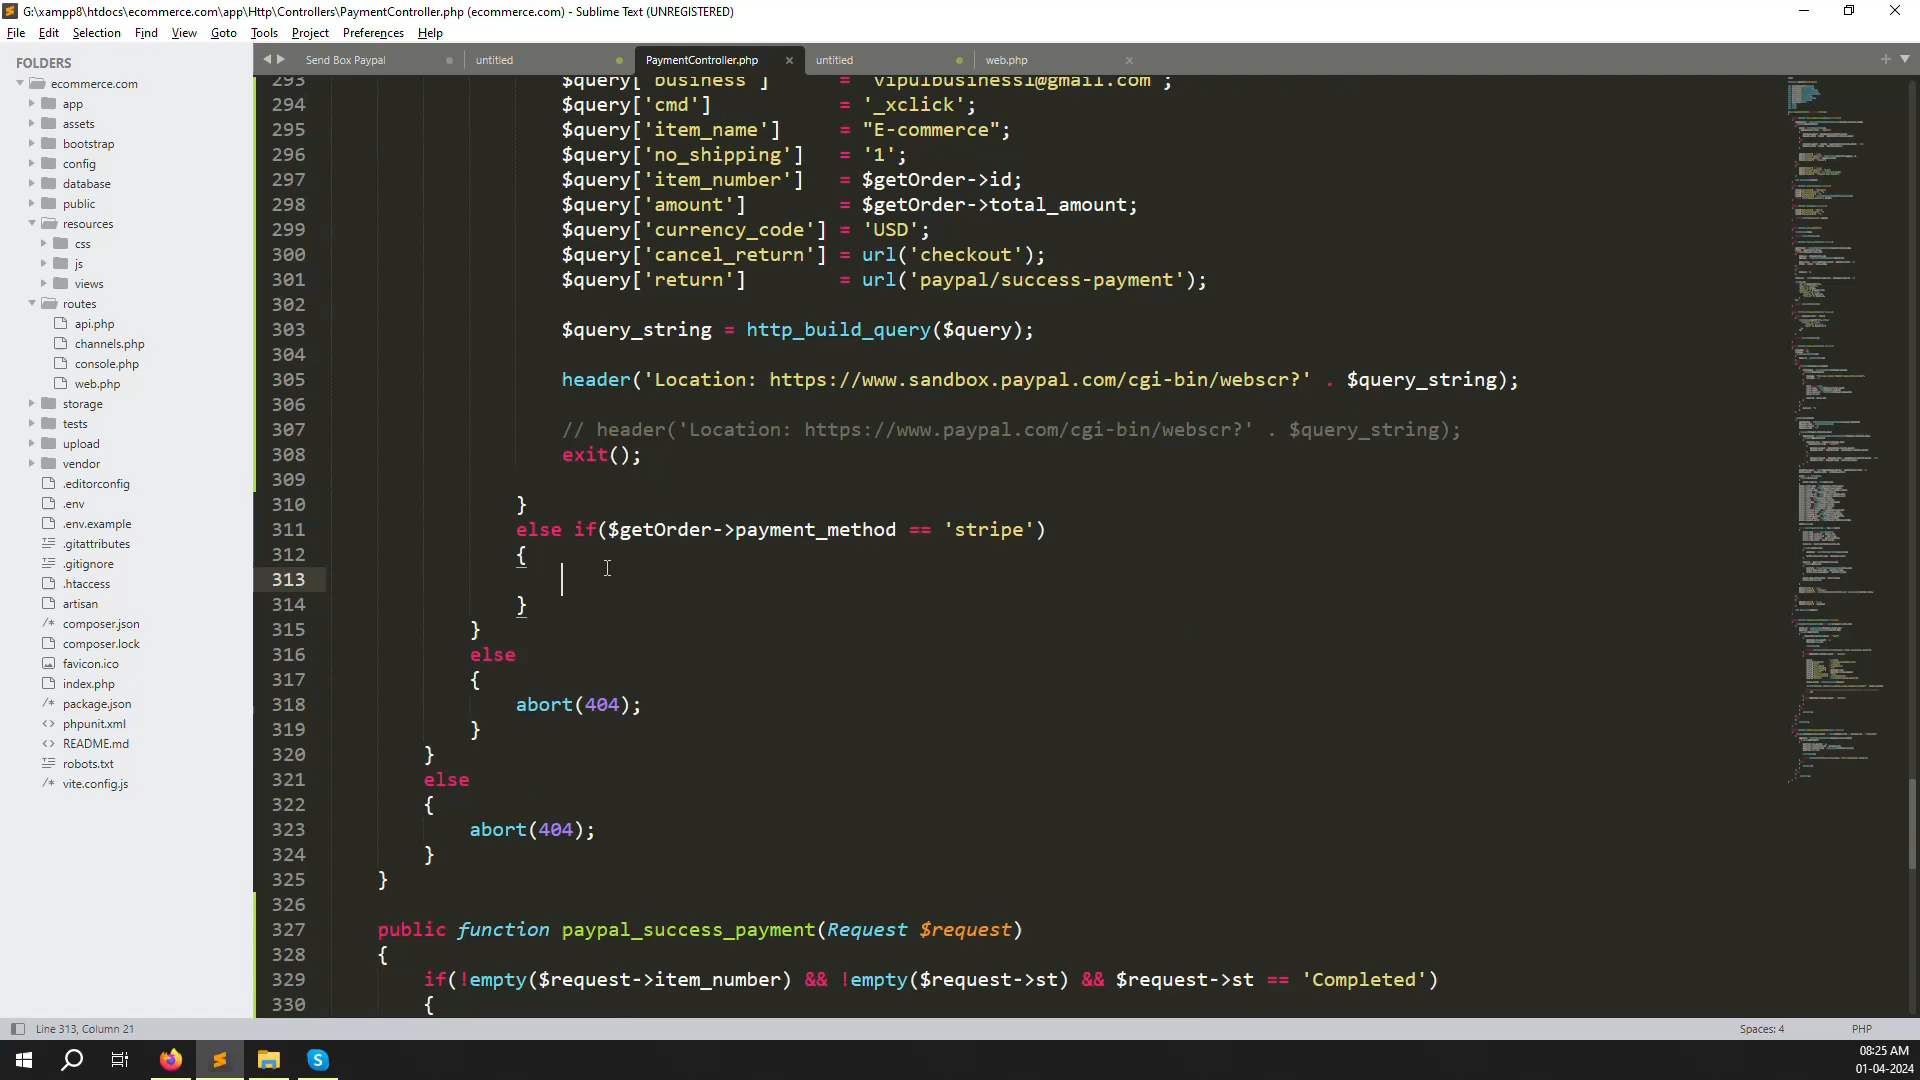 G:\xampp8\htdocs\ecommerce.com\app\Http\Controllers\PaymentController.php (ecommerce.com) - Sublime Text (UNREGISTERED)
File Edit Selection Find View Goto Tools Project Preferences Help
FOLDERS
ecommerce.com
app
assets
bootstrap
config
database
public
resources
css
js
views
routes
api.php
channels.php
console.php
web.php
storage
tests
upload
vendor
.editorconfig
.env
.env.example
.gitattributes
.gitignore
.htaccess
artisan
composer.json
composer.lock
favicon.ico
index.php
package.json
phpunit.xml
README.md
robots.txt
vite.config.js
Send Box Paypal untitled PaymentController.php untitled web.php
293 $query['business'] = 'vipulbusiness1@gmail.com';
294 $query['cmd'] = '_xclick';
295 $query['item_name'] = "E-commerce";
296 $query['no_shipping'] = '1';
297 $query['item_number'] = $getOrder->id;
298 $query['amount'] = $getOrder->total_amount;
299 $query['currency_code'] = 'USD';
300 $query['cancel_return'] = url('checkout');
301 $query['return'] = url('paypal/success-payment');
302
303 $query_string = http_build_query($query);
304
305 header('Location: https://www.sandbox.paypal.com/cgi-bin/webscr?' . $query_string);
306
307 // header('Location: https://www.paypal.com/cgi-bin/webscr?' . $query_string);
308 exit();
309
310 }
311 else if($getOrder->payment_method == 'stripe')
312 {
313
314 }
315 }
316 else
317 {
318 abort(404);
319 }
320 }
321 else
322 {
323 abort(404);
324 }
325 }
326
327 public function paypal_success_payment(Request $request)
328 {
329 if(!empty($request->item_number) && !empty($request->st) && $request->st == 'Completed')
330 {
Line 313, Column 21 Spaces: 4 PHP
08:25 AM
01-04-2024